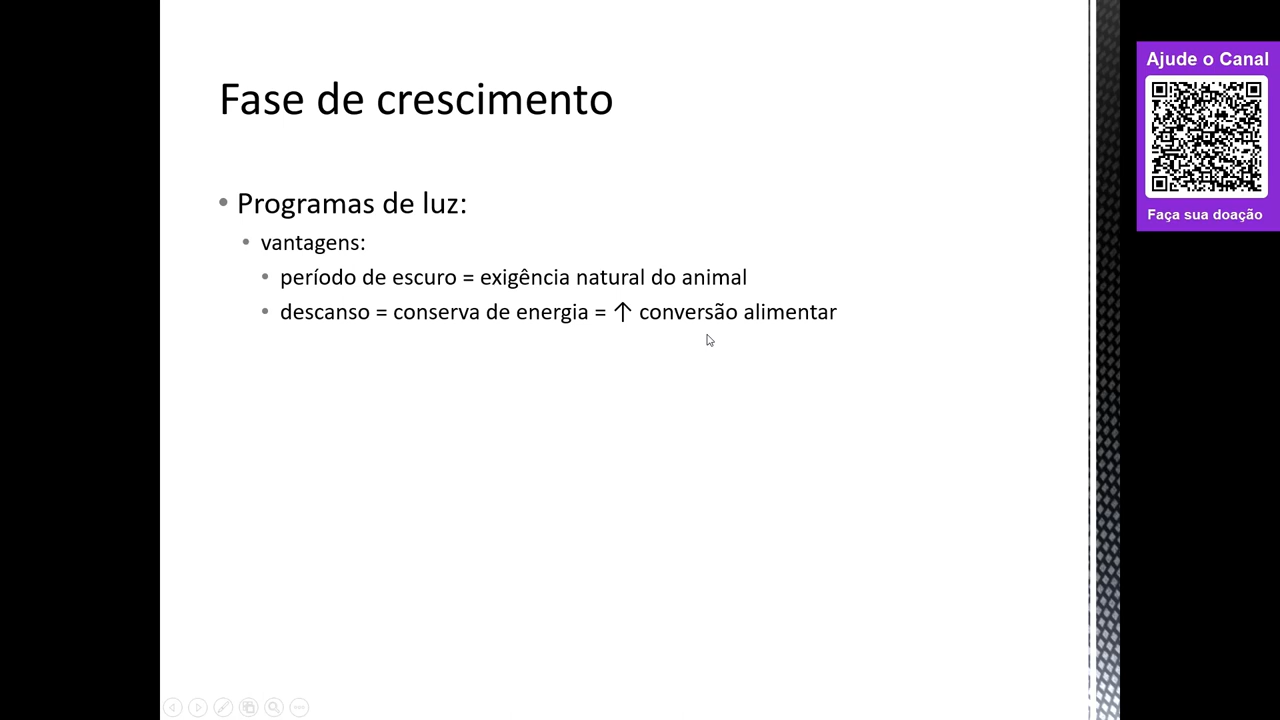 Fase de crescimento
• Programas de luz:
• vantagens:
• período de escuro = exigência natural do animal
• descanso = conserva de energia = ↑ conversão alimentar
Ajude o Canal
Faça sua doação